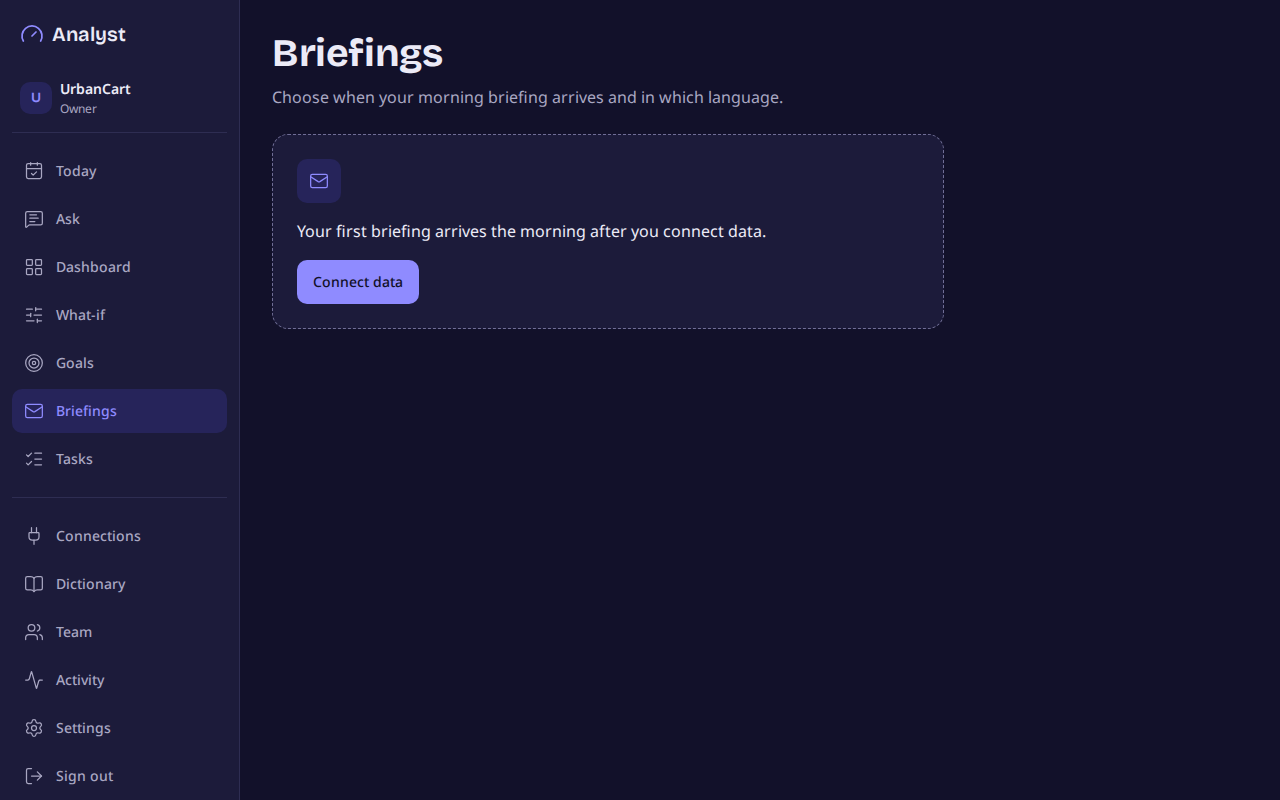 Analyst
U
UrbanCart
Owner
Today
Ask
Dashboard
What-if
Goals
Briefings
Tasks
Connections
Dictionary
Team
Activity
Settings
Sign out
Briefings
Choose when your morning briefing arrives and in which language.
Your first briefing arrives the morning after you connect data.
Connect data